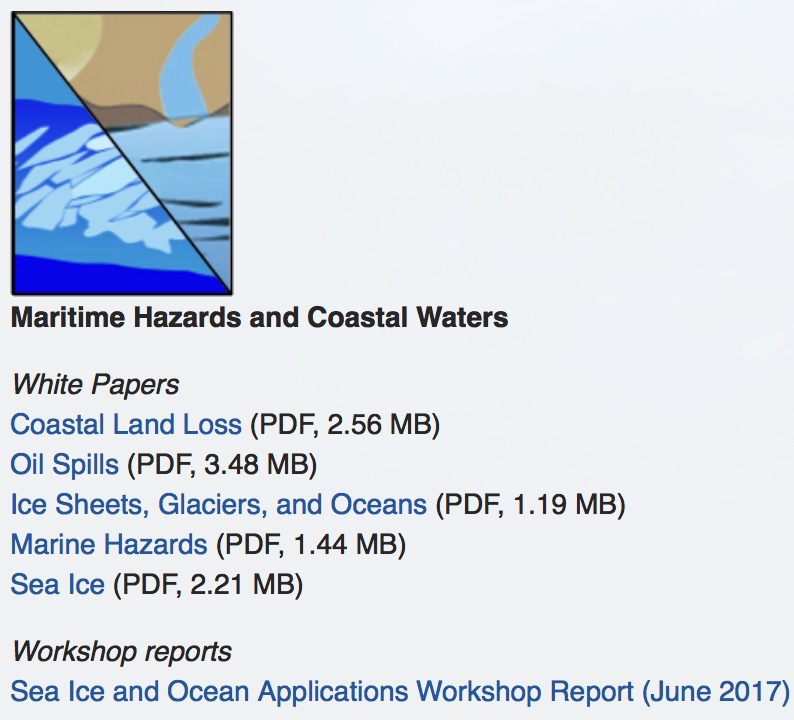 Maritime Hazards and Coastal Waters
White Papers
Coastal Land Loss (PDF, 2.56 MB)
Oil Spills (PDF, 3.48 MB)
Ice Sheets, Glaciers, and Oceans (PDF, 1.19 MB)
Marine Hazards (PDF, 1.44 MB)
Sea Ice (PDF, 2.21 MB)
Workshop reports
Sea Ice and Ocean Applications Workshop Report (June 2017)